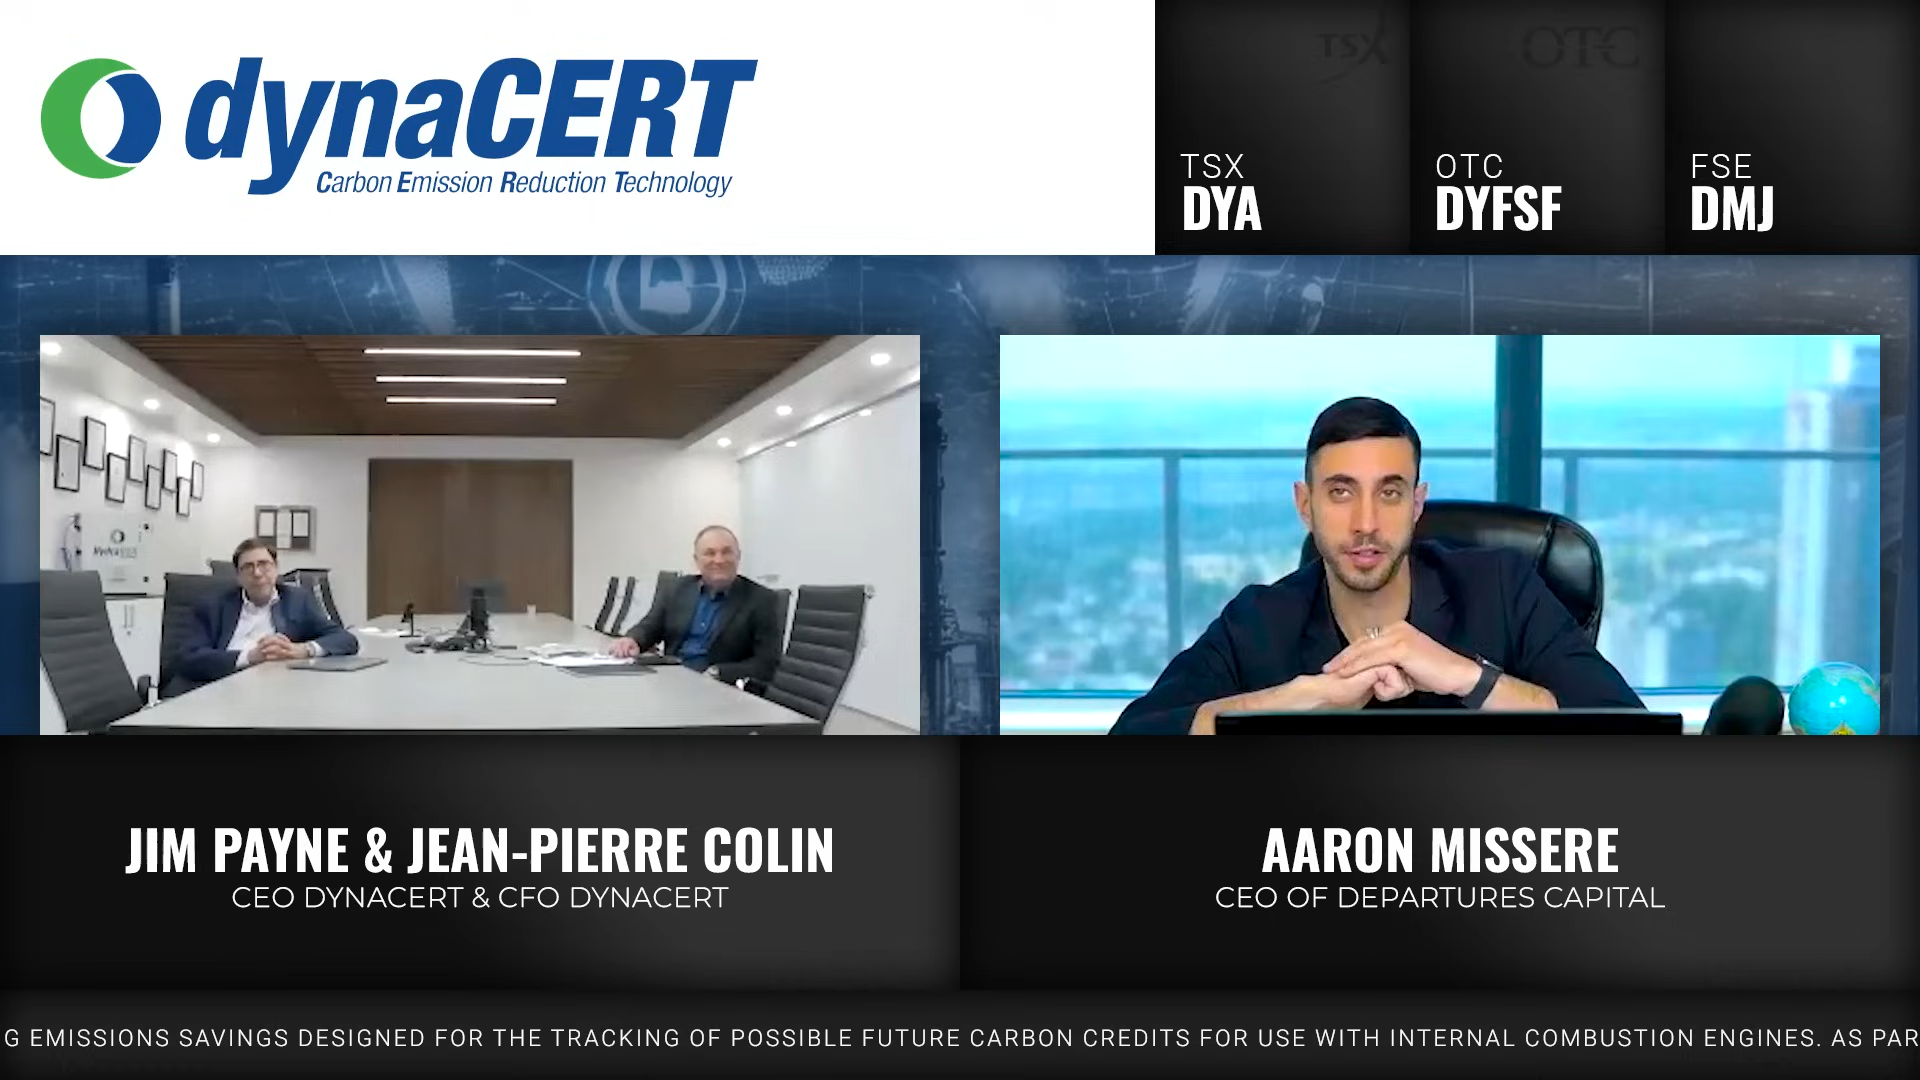 dynaCERT
Carbon Emission Reduction Technology
TSX
OTC
TSX
DYA
OTC
DYFSF
FSE
DMJ
JIM PAYNE & JEAN-PIERRE COLIN
CEO DYNACERT & CFO DYNACERT
AARON MISSERE
CEO OF DEPARTURES CAPITAL
G EMISSIONS SAVINGS DESIGNED FOR THE TRACKING OF POSSIBLE FUTURE CARBON CREDITS FOR USE WITH INTERNAL COMBUSTION ENGINES. AS PAR